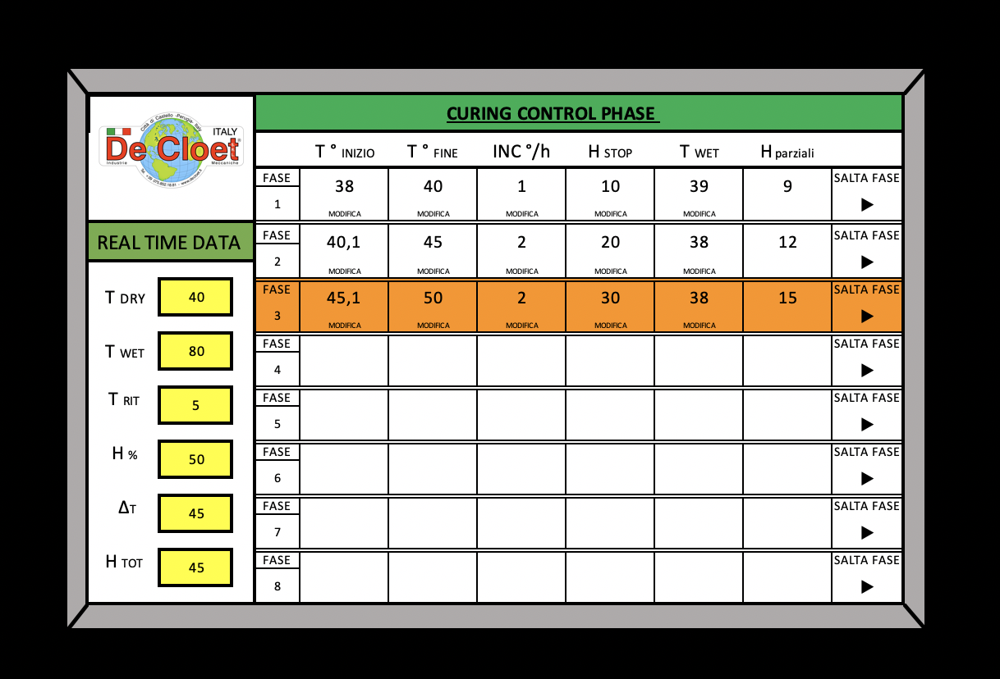 Città di Castello - Perugia - Italy
ITALY
De Cloet
Industrie Meccaniche
CURING CONTROL PHASE
T ° INIZIO T ° FINE INC °/h H STOP T WET H parziali
FASE 1 38 MODIFICA 40 MODIFICA 1 MODIFICA 10 MODIFICA 39 MODIFICA 9 SALTA FASE ▶
FASE 2 40,1 MODIFICA 45 MODIFICA 2 MODIFICA 20 MODIFICA 38 MODIFICA 12 SALTA FASE ▶
FASE 3 45,1 MODIFICA 50 MODIFICA 2 MODIFICA 30 MODIFICA 38 MODIFICA 15 SALTA FASE ▶
FASE 4 SALTA FASE ▶
FASE 5 SALTA FASE ▶
FASE 6 SALTA FASE ▶
FASE 7 SALTA FASE ▶
FASE 8 SALTA FASE ▶
REAL TIME DATA
T DRY 40
T WET 80
T RIT 5
H % 50
ΔT 45
H TOT 45